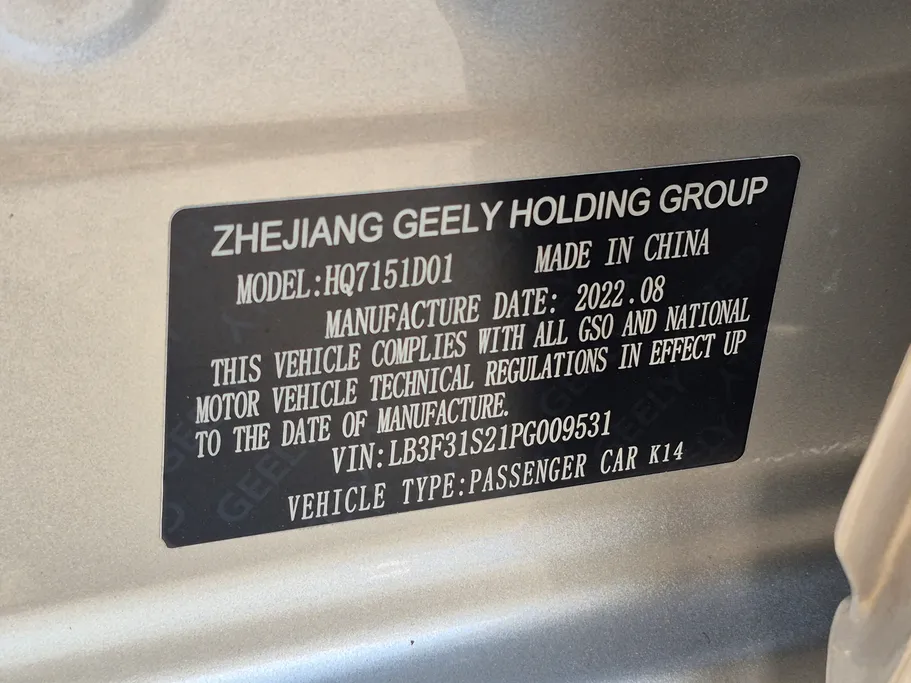 ZHEJIANG GEELY HOLDING GROUP
MODEL:HQ7151D01 MADE IN CHINA
MANUFACTURE DATE: 2022.08
THIS VEHICLE COMPLIES WITH ALL GSO AND NATIONAL
MOTOR VEHICLE TECHNICAL REGULATIONS IN EFFECT UP
TO THE DATE OF MANUFACTURE.
VIN:LB3F31S21PG009531
VEHICLE TYPE:PASSENGER CAR K14